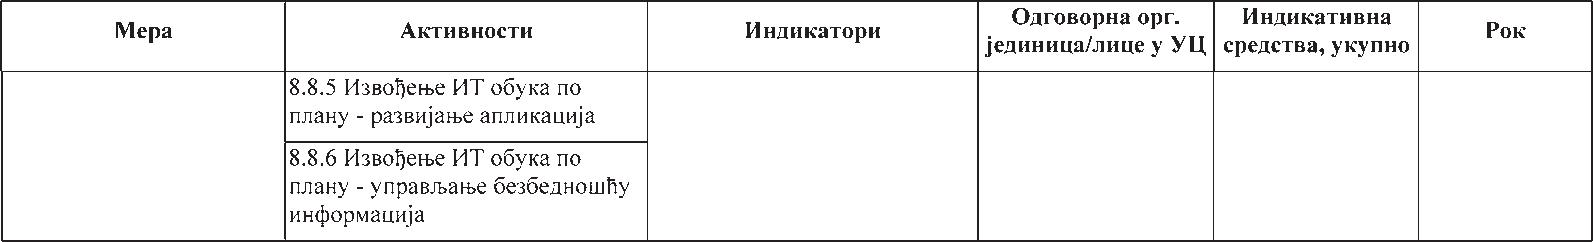 Мера
Активности
Индикатори
Одговорна орг.
јединица/лице у УЦ
Индикативна
средства, укупно
Рок
8.8.5 Извођење ИТ обука по
плану - развијање апликација
8.8.6 Извођење ИТ обука по
плану - управљање безбедношћу
информација